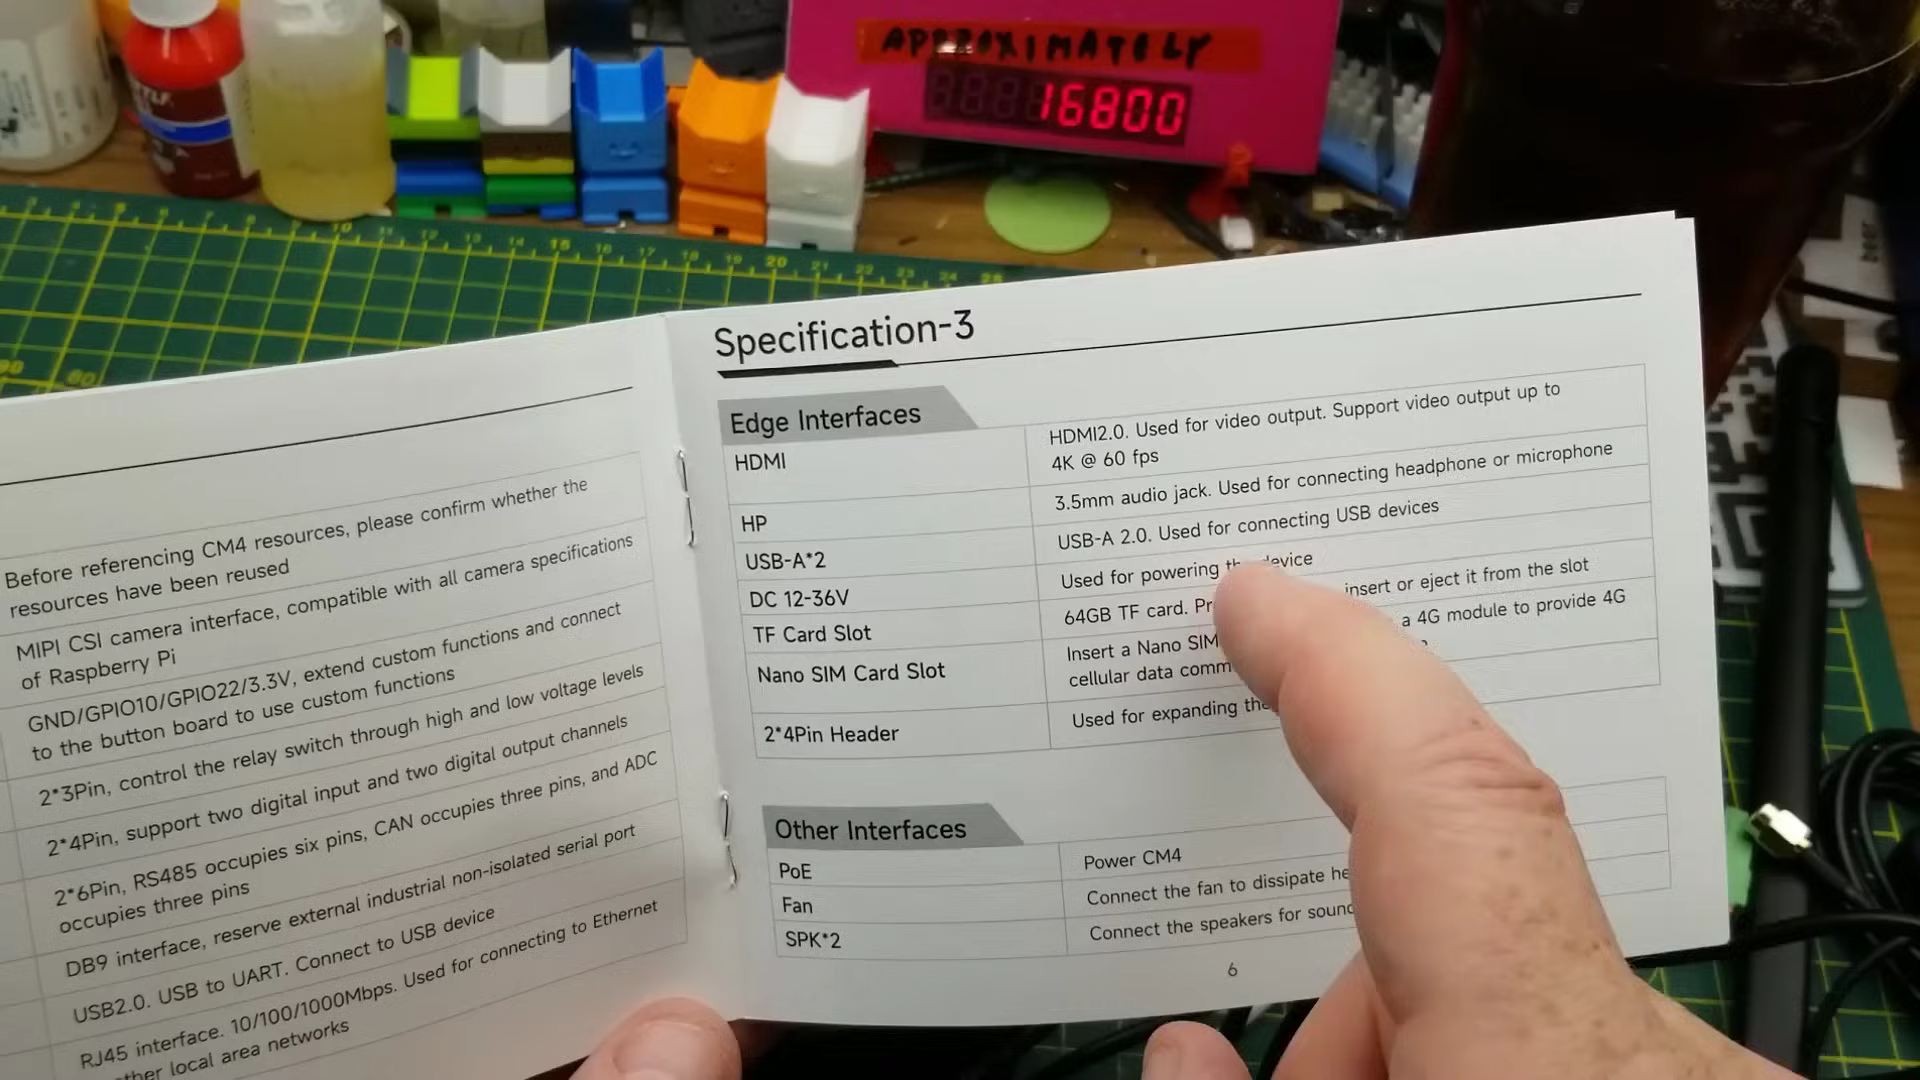 APPROXIMATELY
16800
Before referencing CM4 resources, please confirm whether the
resources have been reused
MIPI CSI camera interface, compatible with all camera specifications
of Raspberry Pi
GND/GPIO10/GPIO22/3.3V, extend custom functions and connect
to the button board to use custom functions
2*3Pin, control the relay switch through high and low voltage levels
2*4Pin, support two digital input and two digital output channels
2*6Pin, RS485 occupies six pins, CAN occupies three pins, and ADC
occupies three pins
DB9 interface, reserve external industrial non-isolated serial port
USB2.0. USB to UART. Connect to USB device
RJ45 interface. 10/100/1000Mbps. Used for connecting to Ethernet
local area networks
Specification-3
Edge Interfaces
HDMI
HDMI2.0. Used for video output. Support video output up to
4K @ 60 fps
HP
3.5mm audio jack. Used for connecting headphone or microphone
USB-A*2
USB-A 2.0. Used for connecting USB devices
DC 12-36V
Used for powering device
TF Card Slot
64GB TF card. insert or eject it from the slot
Nano SIM Card Slot
Insert a Nano SIM a 4G module to provide 4G
cellular data
2*4Pin Header
Used for expanding
Other Interfaces
PoE
Power CM4
Fan
Connect the fan to dissipate
SPK*2
Connect the speakers for
6